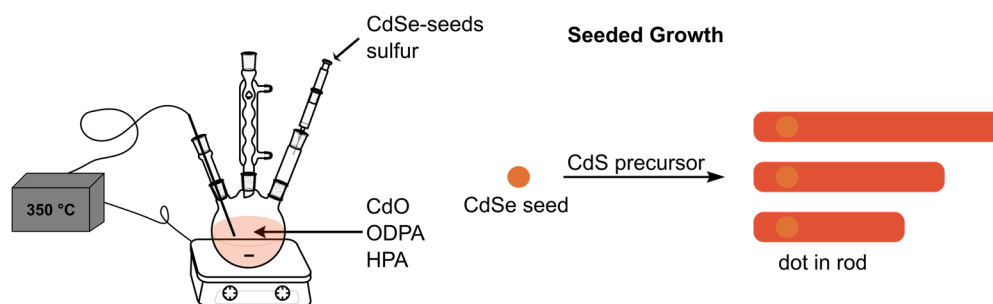 CdSe-seeds
sulfur
350 °C
CdO
ODPA
HPA
Seeded Growth
CdSe seed
CdS precursor
dot in rod